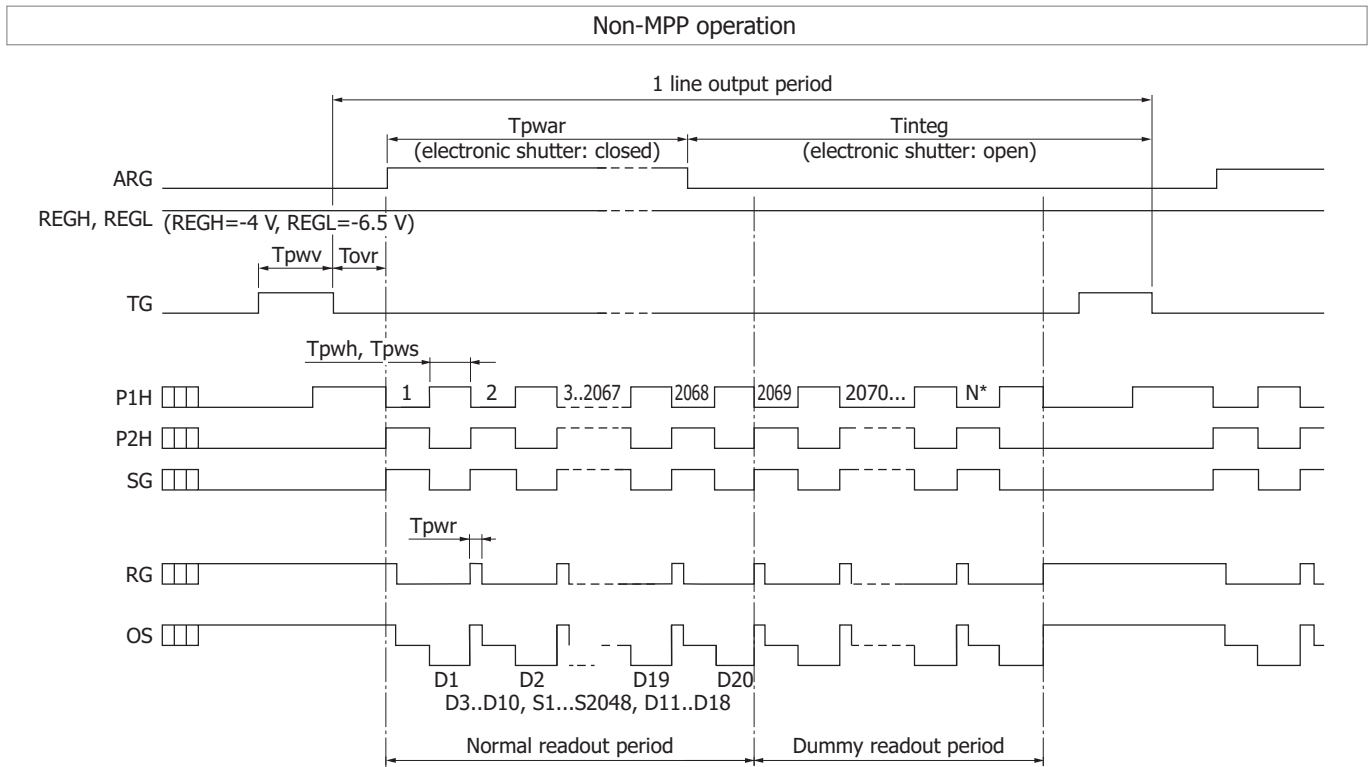 Non-MPP operation
1 line output period
Tpwar
(electronic shutter: closed)
Tinteg
(electronic shutter: open)
ARG
REGH, REGL (REGH=-4 V, REGL=-6.5 V)
Tpwv Tovr
TG
Tpwh, Tpws
P1H 1 2 3..2067 2068 2069 2070... N*
P2H
SG
Tpwr
RG
OS
D1 D2 D19 D20
D3..D10, S1...S2048, D11..D18
Normal readout period Dummy readout period